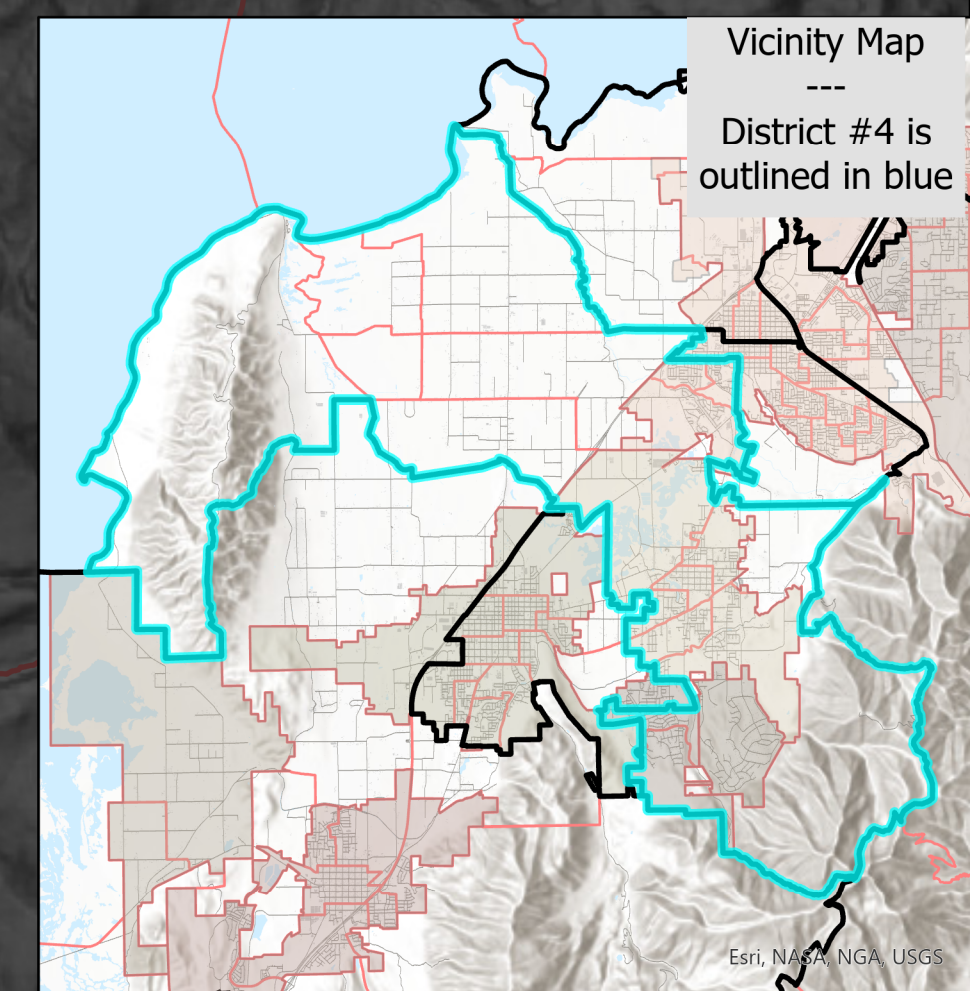 Vicinity Map
---
District #4 is
outlined in blue
Esri, NASA, NGA, USGS